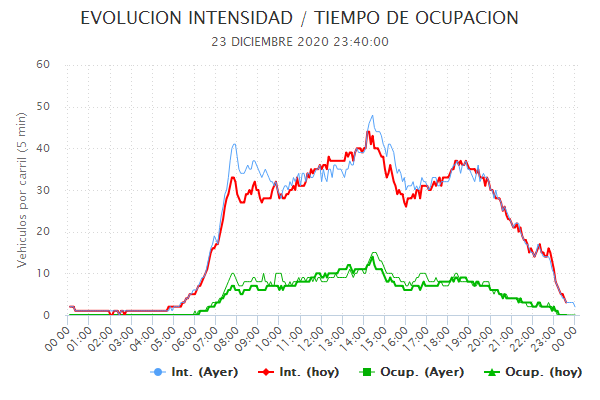 EVOLUCION INTENSIDAD / TIEMPO DE OCUPACION
23 DICIEMBRE 2020 23:40:00
Vehiculos por carril (5 min)
60
50
40
30
20
10
0
00:00 01:00 02:00 03:00 04:00 05:00 06:00 07:00 08:00 09:00 10:00 11:00 12:00 13:00 14:00 15:00 16:00 17:00 18:00 19:00 20:00 21:00 22:00 23:00 00:00
Int. (Ayer) Int. (hoy) Ocup. (Ayer) Ocup. (hoy)